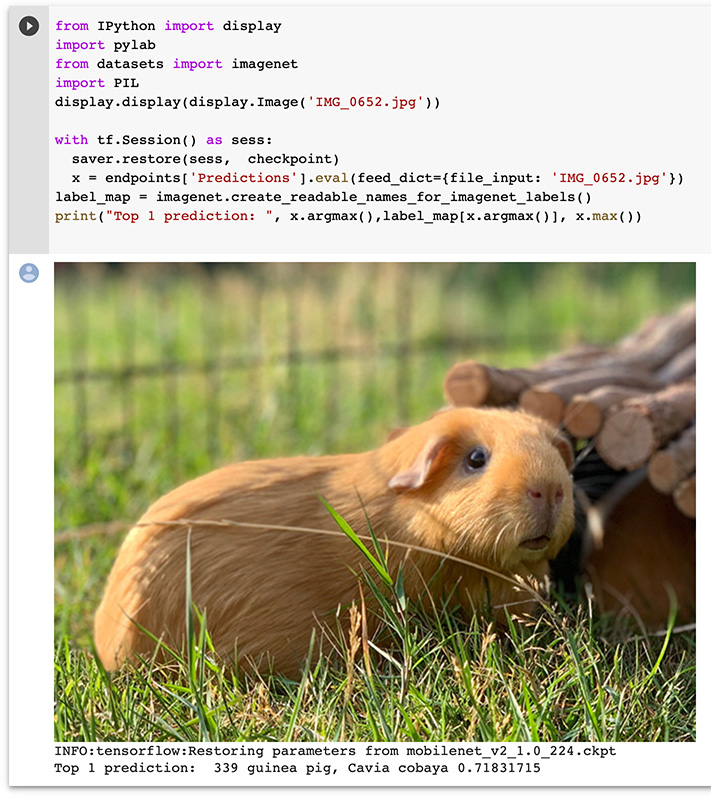 from IPython import display
import pylab
from datasets import imagenet
import PIL
display.display(display.Image('IMG_0652.jpg'))
with tf.Session() as sess:
saver.restore(sess,  checkpoint)
x = endpoints['Predictions'].eval(feed_dict={file_input: 'IMG_0652.jpg'})
label_map = imagenet.create_readable_names_for_imagenet_labels()
print("Top 1 prediction: ", x.argmax(),label_map[x.argmax()], x.max())
INFO:tensorflow:Restoring parameters from mobilenet_v2_1.0_224.ckpt
Top 1 prediction:  339 guinea pig, Cavia cobaya 0.71831715